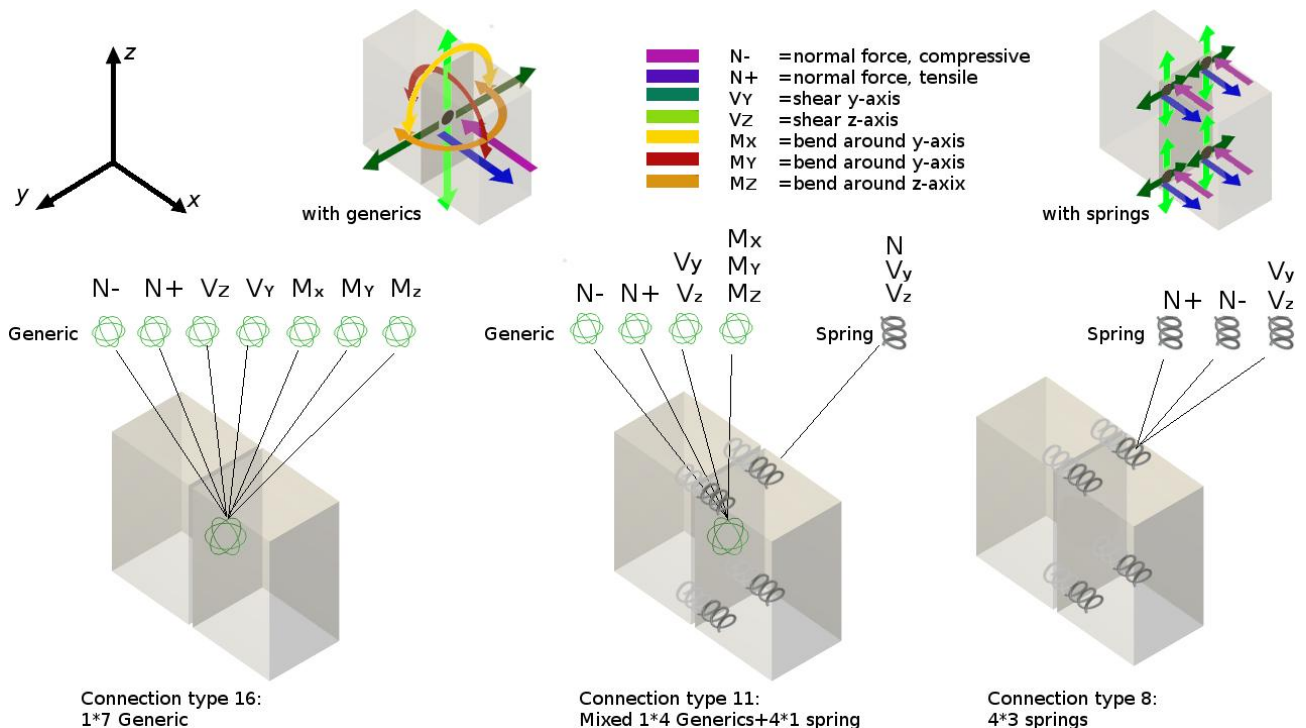 z
y
x
with generics
N- =normal force, compressive
N+ =normal force, tensile
VY =shear y-axis
VZ =shear z-axis
MX =bend around y-axis
MY =bend around y-axis
MZ =bend around z-axix
with springs
N- N+ VZ VY Mx MY Mz
Generic
Mx
MY
MZ
Vy
Vz
N- N+
Generic
N
Vy
Vz
Spring
Vy
Vz
N+ N-
Spring
Connection type 16:
1*7 Generic
Connection type 11:
Mixed 1*4 Generics+4*1 spring
Connection type 8:
4*3 springs